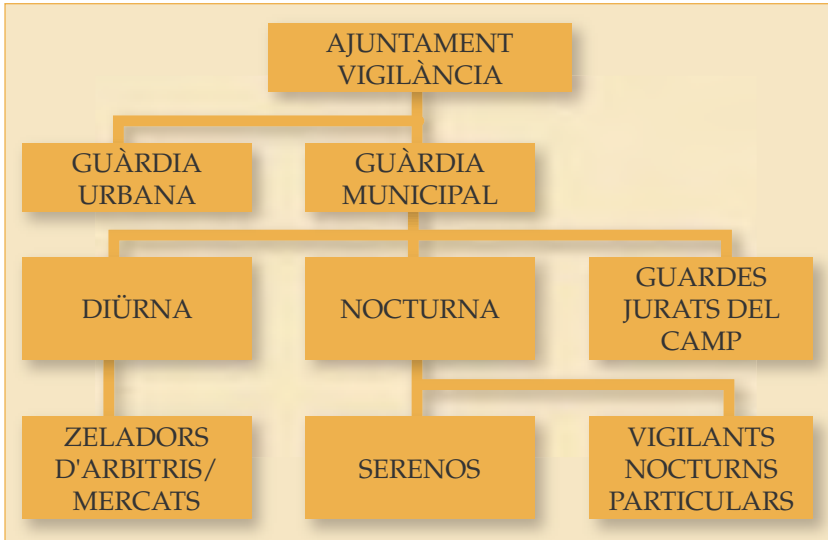 AJUNTAMENT
VIGILÀNCIA
GUÀRDIA
URBANA
GUÀRDIA
MUNICIPAL
DIÜRNA
NOCTURNA
GUARDES
JURATS DEL
CAMP
ZELADORS
D'ARBITRIS/
MERCATS
SERENOS
VIGILANTS
NOCTURNS
PARTICULARS